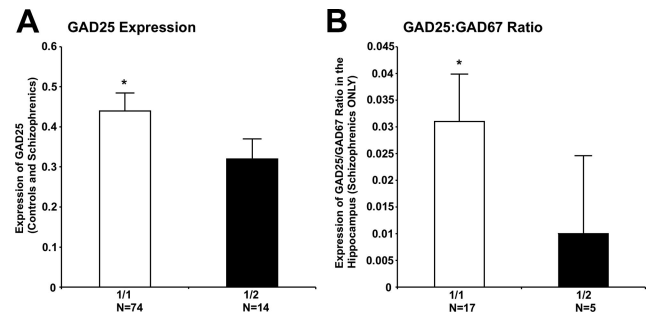 A
GAD25 Expression
Expression of GAD25
(Controls and Schizophrenics)
0.6
0.5
0.4
0.3
0.2
0.1
0
*
1/1
N=74
1/2
N=14
B
GAD25:GAD67 Ratio
Expression of GAD25/GAD67 Ratio in the
Hippocampus (Schizophrenics ONLY)
0.045
0.04
0.035
0.03
0.025
0.02
0.015
0.01
0.005
0
*
1/1
N=17
1/2
N=5